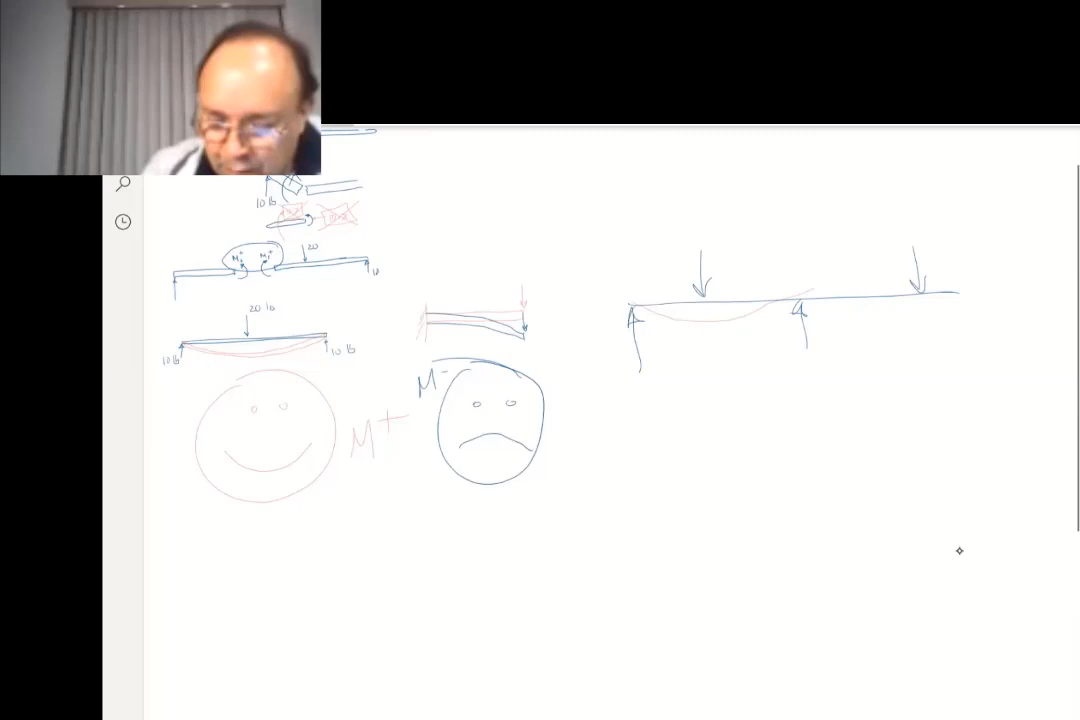 10 lb
M⁺ M⁺ 20
10
20 lb
10 lb 10 lb
M-
M+